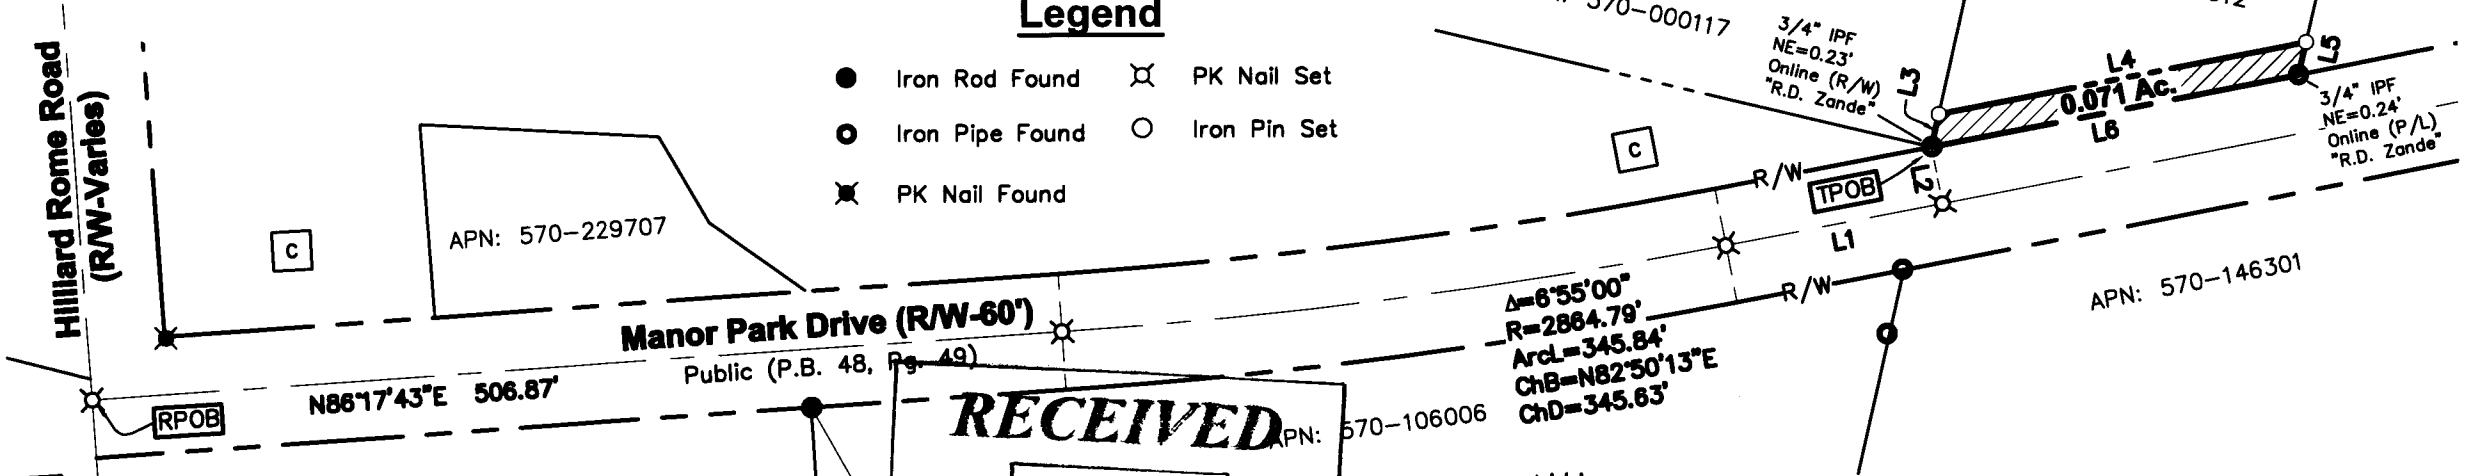 Legend
Iron Rod Found
PK Nail Set
Iron Pipe Found
Iron Pin Set
PK Nail Found
Hilliard Rome Road
(R/W-Varies)
C
APN: 570-229707
570-000117
3/4" IPF
NE=0.23'
Online (R/W)
"R.D. Zande"
L3
L4
L5
0.071 Ac.
L6
3/4" IPF
NE=0.24'
Online (P/L)
"R.D. Zande"
C
R/W
TPOB
L2
L1
R/W
APN: 570-146301
Manor Park Drive (R/W-60')
Public (P.B. 48, Pg. 49)
N86°17'43"E 506.87'
RPOB
Δ=6°55'00"
R=2864.79'
ArcL=345.84'
ChB=N82°50'13"E
ChD=345.63'
RECEIVED
APN: 570-106006